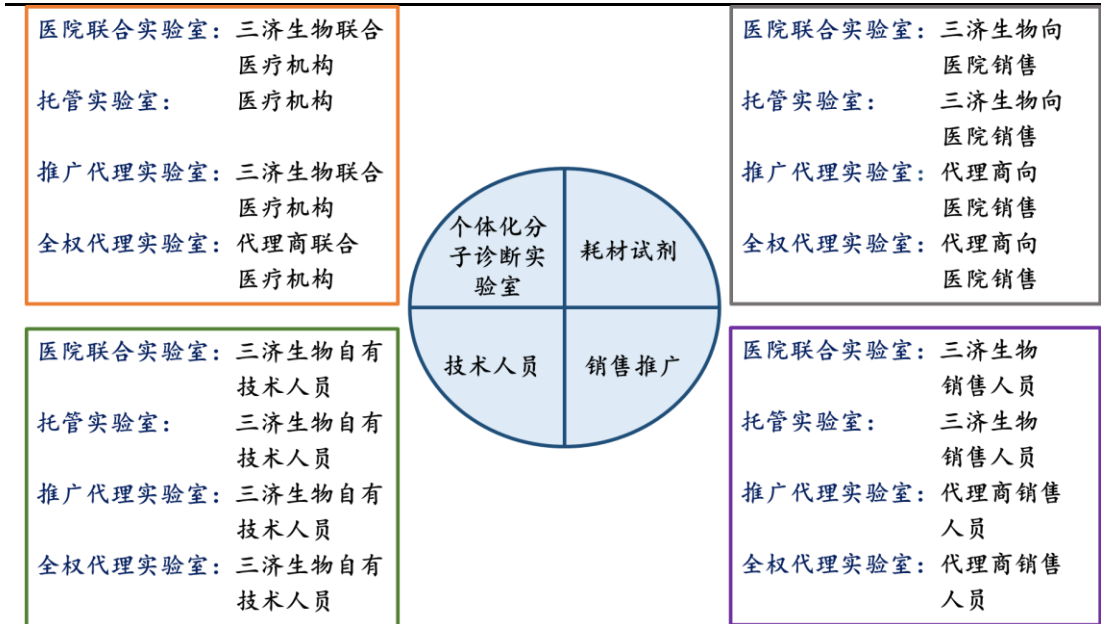 医院联合实验室：三济生物联合
医疗机构
托管实验室：医疗机构
推广代理实验室：三济生物联合
医疗机构
全权代理实验室：代理商联合
医疗机构
医院联合实验室：三济生物向
医院销售
托管实验室：三济生物向
医院销售
推广代理实验室：代理商向
医院销售
全权代理实验室：代理商向
医院销售
个体化分
子诊断实
验室
耗材试剂
技术人员
销售推广
医院联合实验室：三济生物自有
技术人员
托管实验室：三济生物自有
技术人员
推广代理实验室：三济生物自有
技术人员
全权代理实验室：三济生物自有
技术人员
医院联合实验室：三济生物
销售人员
托管实验室：三济生物
销售人员
推广代理实验室：代理商销售
人员
全权代理实验室：代理商销售
人员